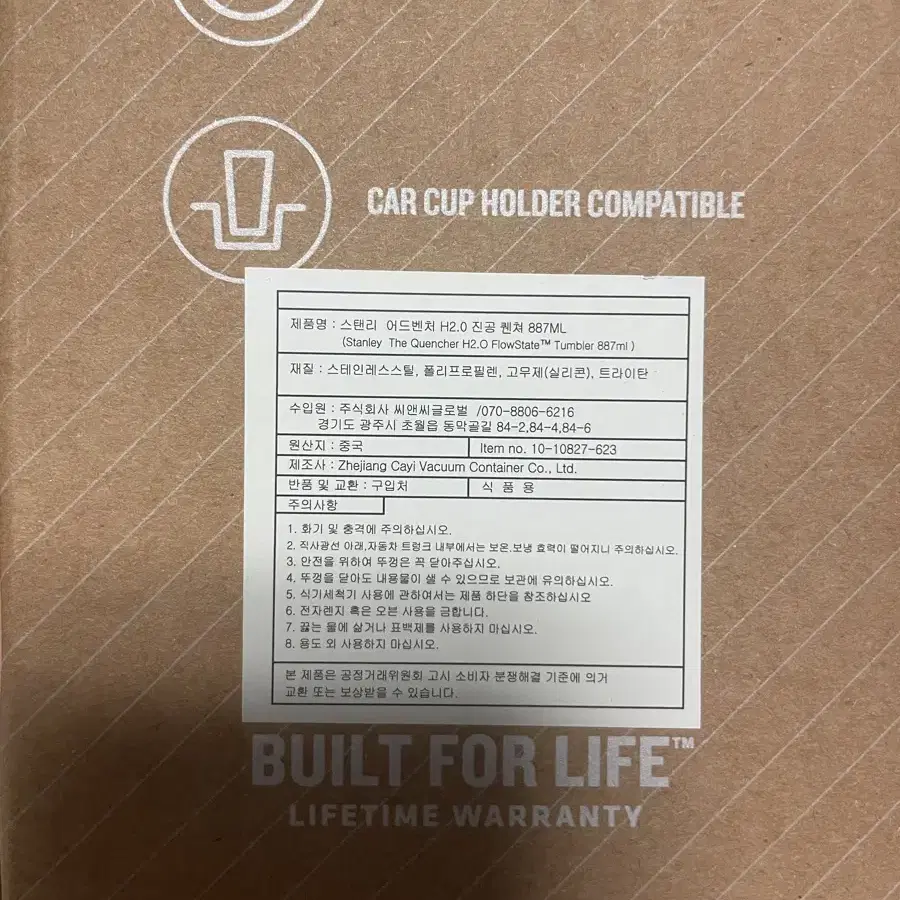 CAR CUP HOLDER COMPATIBLE
제품명 : 스탠리 어드벤처 H2.0 진공 퀜쳐 887ML
(Stanley The Quencher H2.O FlowState™ Tumbler 887ml )
재질 : 스테인레스스틸, 폴리프로필렌, 고무제(실리콘), 트라이탄
수입원 : 주식회사 씨앤씨글로벌 /070-8806-6216
경기도 광주시 초월읍 동막골길 84-2,84-4,84-6
원산지 : 중국 Item no. 10-10827-623
제조사 : Zhejiang Cayi Vacuum Container Co., Ltd.
반품 및 교환 : 구입처 식 품 용
주의사항
1. 화기 및 충격에 주의하십시오.
2. 직사광선 아래,자동차 트렁크 내부에서는 보온.보냉 효력이 떨어지니 주의하십시오.
3. 안전을 위하여 뚜껑은 꼭 닫아주십시오.
4. 뚜껑을 닫아도 내용물이 샐 수 있으므로 보관에 유의하십시오.
5. 식기세척기 사용에 관하여서는 제품 하단을 참조하십시오
6. 전자렌지 혹은 오븐 사용을 금합니다.
7. 끓는 물에 삶거나 표백제를 사용하지 마십시오.
8. 용도 외 사용하지 마십시오.
본 제품은 공정거래위원회 고시 소비자 분쟁해결 기준에 의거
교환 또는 보상받을 수 있습니다.
BUILT FOR LIFE™
LIFETIME WARRANTY